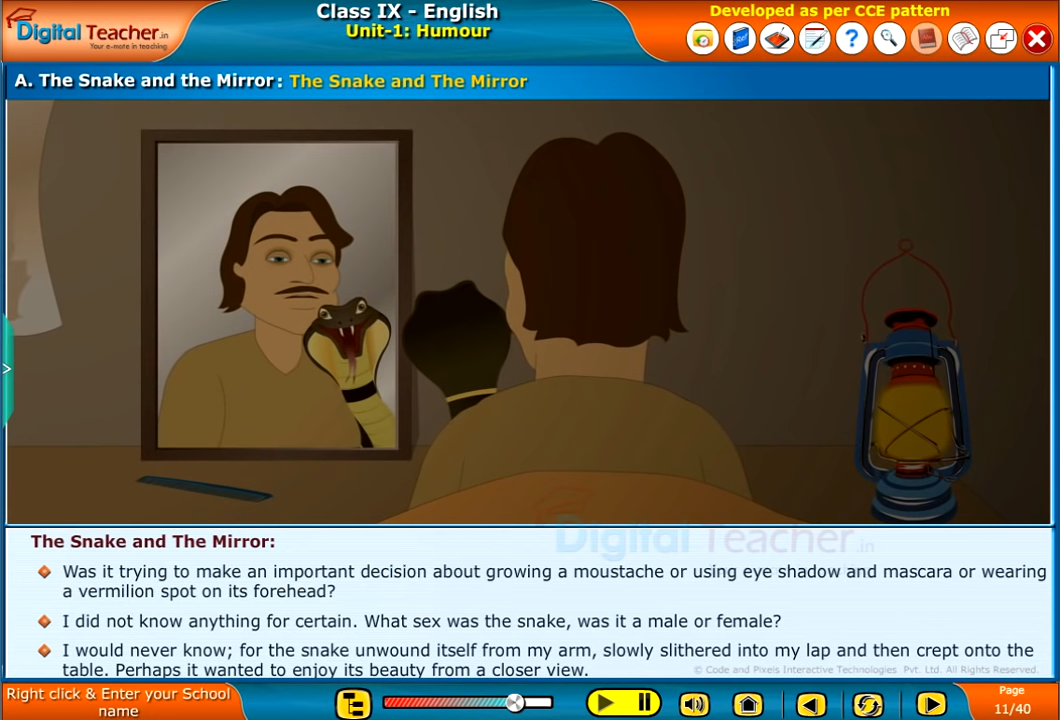 Digital Teacher.in
Your e-mate in teaching
Class IX - English
Unit-1: Humour
Developed as per CCE pattern
A. The Snake and the Mirror : The Snake and The Mirror
The Snake and The Mirror:
Was it trying to make an important decision about growing a moustache or using eye shadow and mascara or wearing
a vermilion spot on its forehead?
I did not know anything for certain. What sex was the snake, was it a male or female?
I would never know; for the snake unwound itself from my arm, slowly slithered into my lap and then crept onto the
table. Perhaps it wanted to enjoy its beauty from a closer view.
Digital Teacher.in
© Code and Pixels Interactive Technologies Pvt. Ltd. All Rights Reserved.
Right click & Enter your School
name
Page
11/40